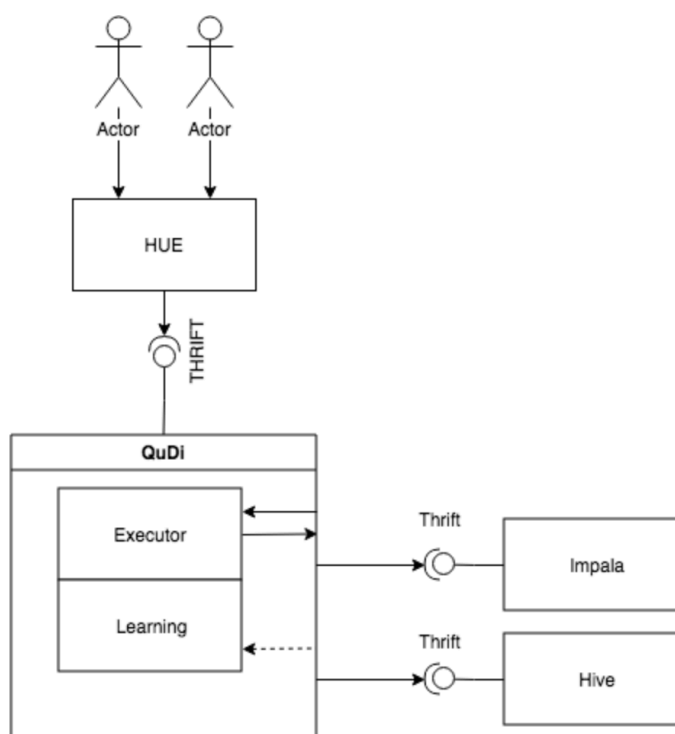 Actor
Actor
HUE
THRIFT
QuDi
Executor
Learning
Thrift
Impala
Thrift
Hive